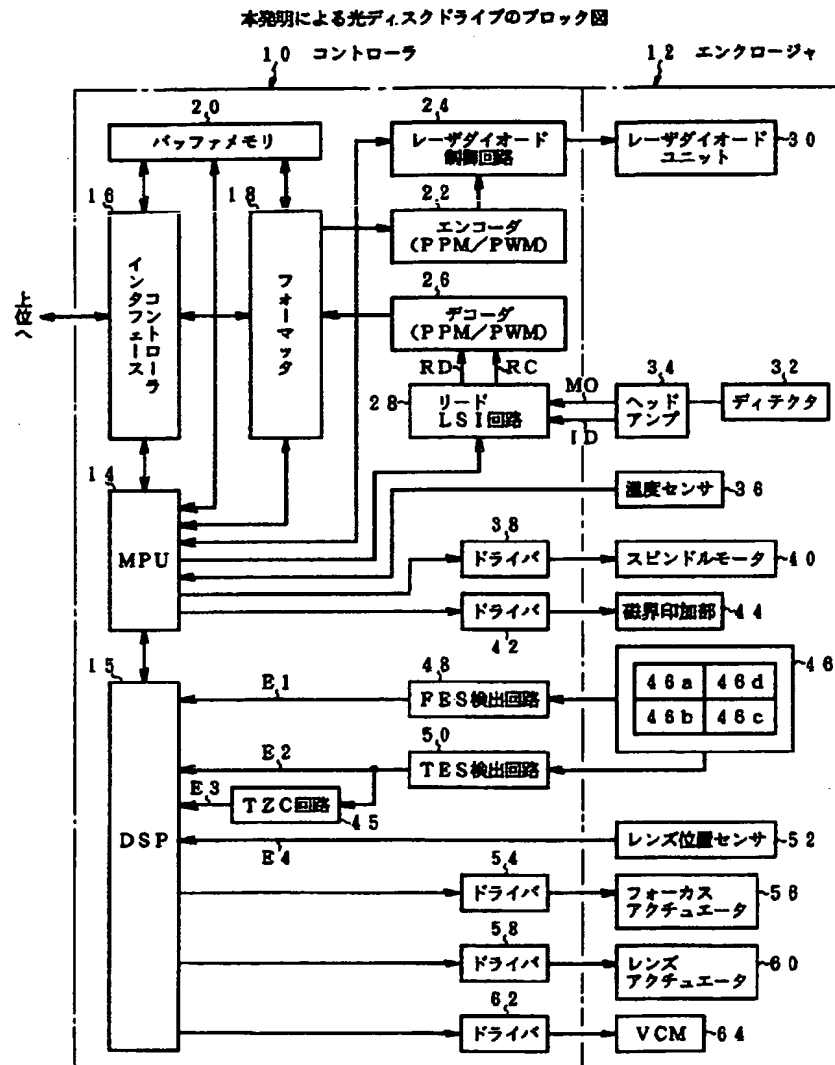 本発明による光ディスクドライブのブロック図
10 コントローラ
12 エンクロージャ
20
バッファメモリ
24
レーザダイオード
制御回路
レーザダイオード
ユニット
30
16
インタフェース
コントローラ
18
フォーマッタ
22
エンコーダ
(PPM/PWM)
26
デコーダ
(PPM/PWM)
上位へ
RD
RC
28
リード
LSI回路
MO
ID
34
ヘッド
アンプ
32
ディテクタ
14
MPU
温度センサ
36
38
ドライバ
スピンドルモータ
40
ドライバ
42
磁界印加部
44
15
DSP
E1
48
FES検出回路
46
46a
46d
46b
46c
E2
50
TES検出回路
E3
TZC回路
45
E4
レンズ位置センサ
52
54
ドライバ
フォーカス
アクチュエータ
56
58
ドライバ
レンズ
アクチュエータ
60
62
ドライバ
VCM
64